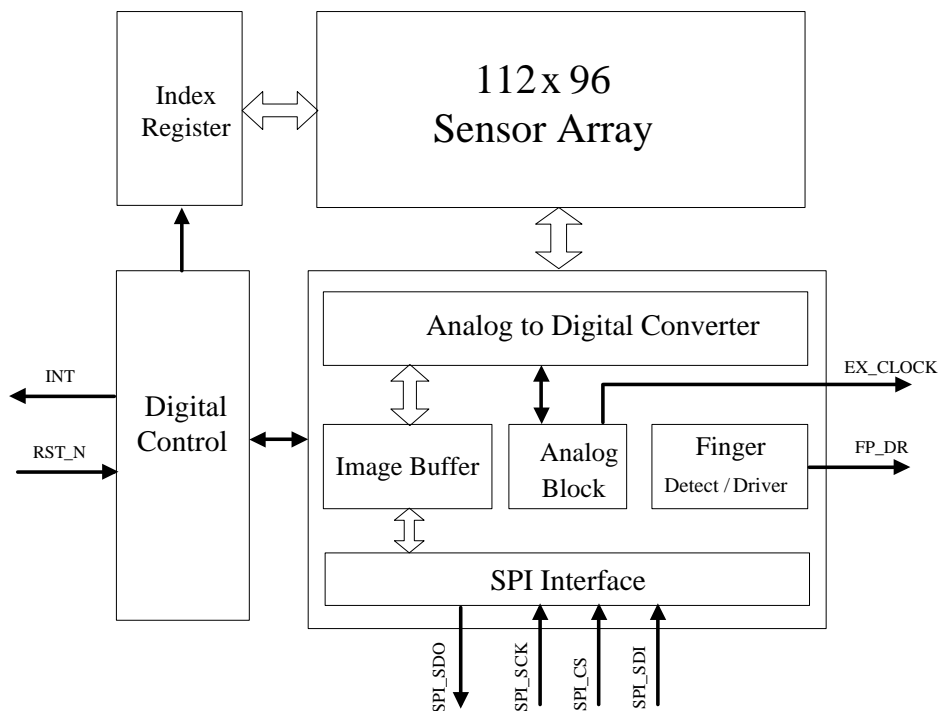 Index
Register
112 x 96
Sensor Array
Analog to Digital Converter
INT
RST_N
Digital
Control
EX_CLOCK
Image Buffer
Analog
Block
Finger
Detect / Driver
FP_DR
SPI Interface
SPI_SDO
SPI_SCK
SPI_CS
SPI_SDI